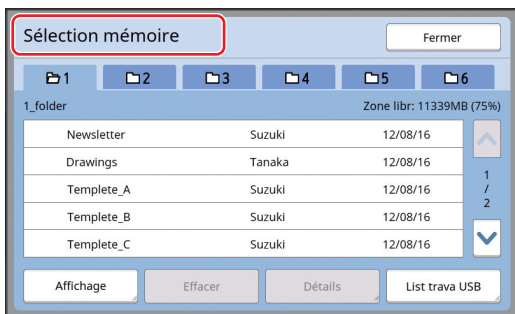 Sélection mémoire Fermer
1 2 3 4 5 6
1_folder Zone libr: 11339MB (75%)
Newsletter Suzuki 12/08/16
Drawings Tanaka 12/08/16
Templete_A Suzuki 12/08/16
Templete_B Suzuki 12/08/16
Templete_C Suzuki 12/08/16
1
/
2
Affichage Effacer Détails List trava USB